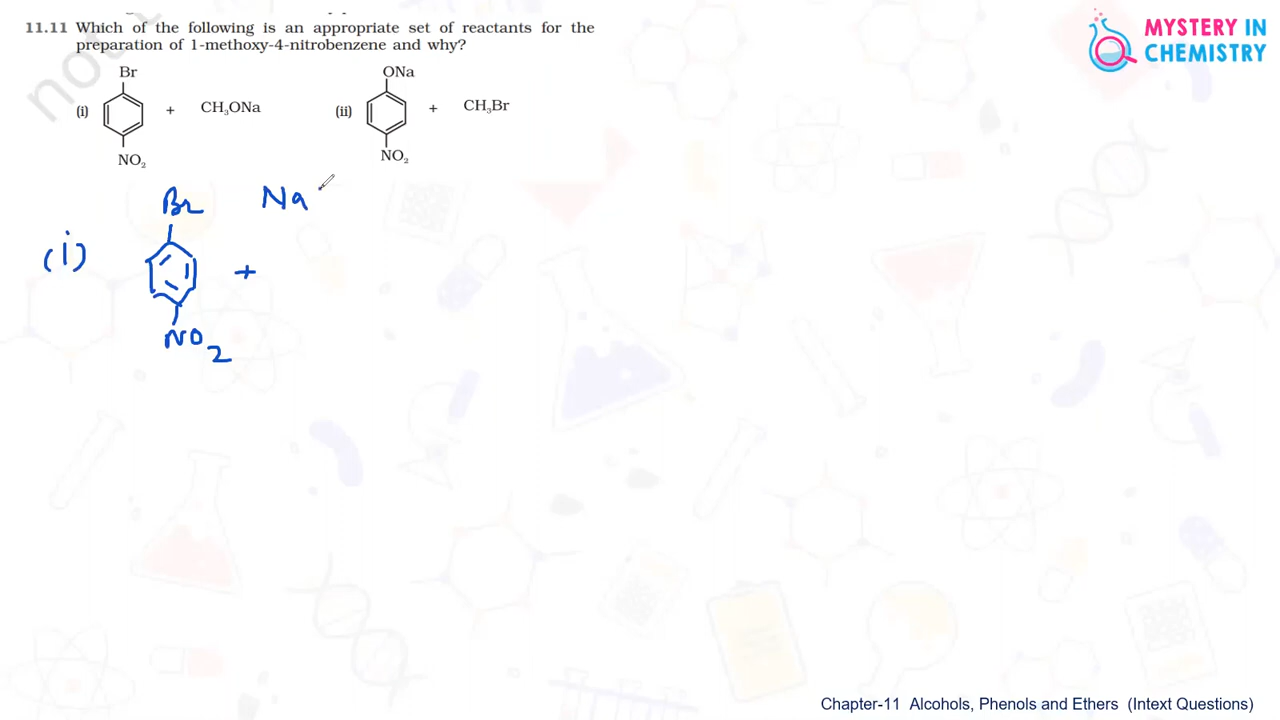 11.11 Which of the following is an appropriate set of reactants for the
preparation of 1-methoxy-4-nitrobenzene and why?
MYSTERY IN
CHEMISTRY
Br
ONa
(i) + CH₃ONa (ii) + CH₃Br
NO₂
NO₂
Br Na
(i) +
NO₂
Chapter-11 Alcohols, Phenols and Ethers (Intext Questions)